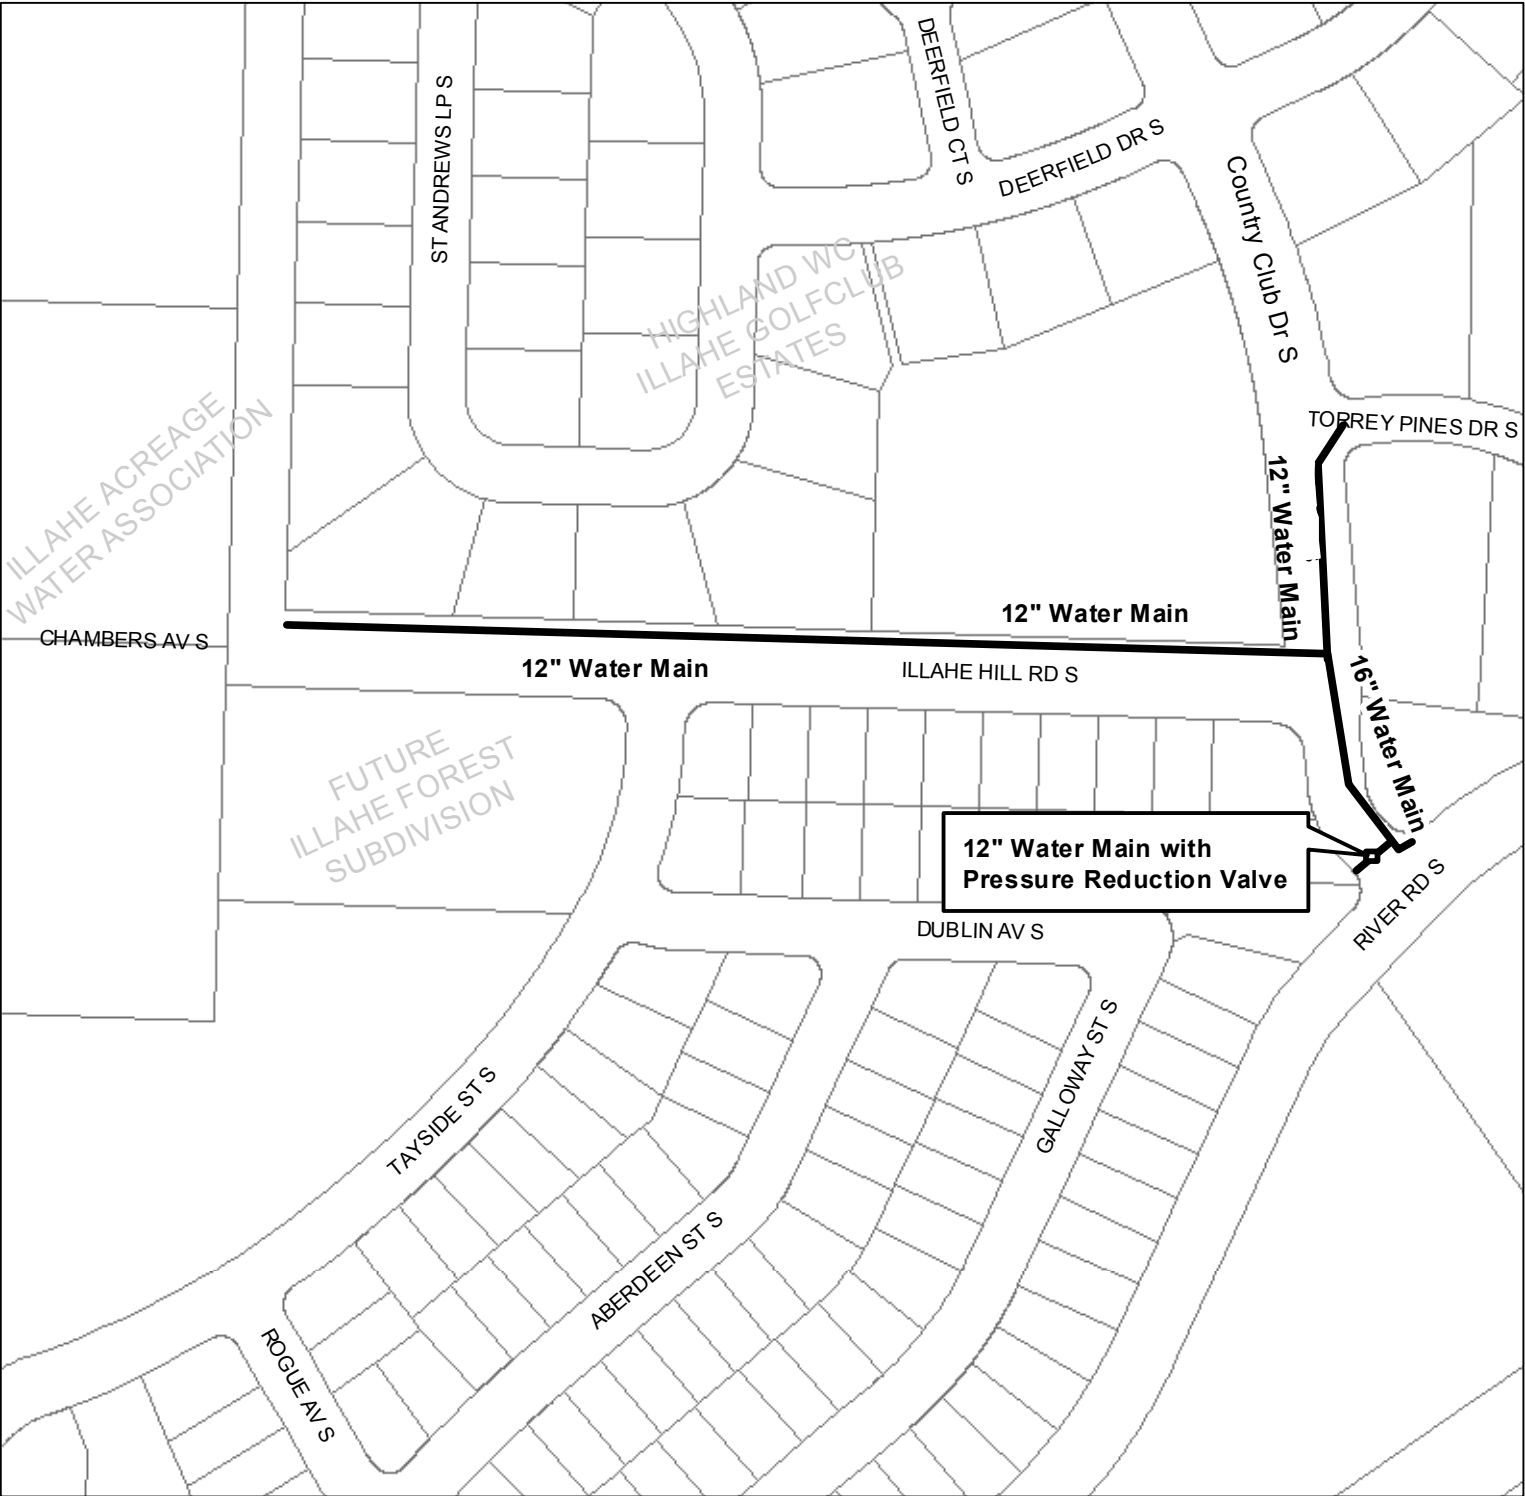 DEERFIELD CT S
ST ANDREWS LP S
DEERFIELD DR S
Country Club Dr S
HIGHLAND WC
ILLAHE GOLFCLUB
ESTATES
ILLAHE ACREAGE
WATER ASSOCIATION
TORREY PINES DR S
12" Water Main
12" Water Main
CHAMBERS AV S
12" Water Main
ILLAHE HILL RD S
16" Water Main
FUTURE
ILLAHE FOREST
SUBDIVISION
12" Water Main with
Pressure Reduction Valve
RIVER RD S
DUBLIN AV S
GALLOWAY ST S
TAYSIDE ST S
ABERDEEN ST S
ROGUE AV S